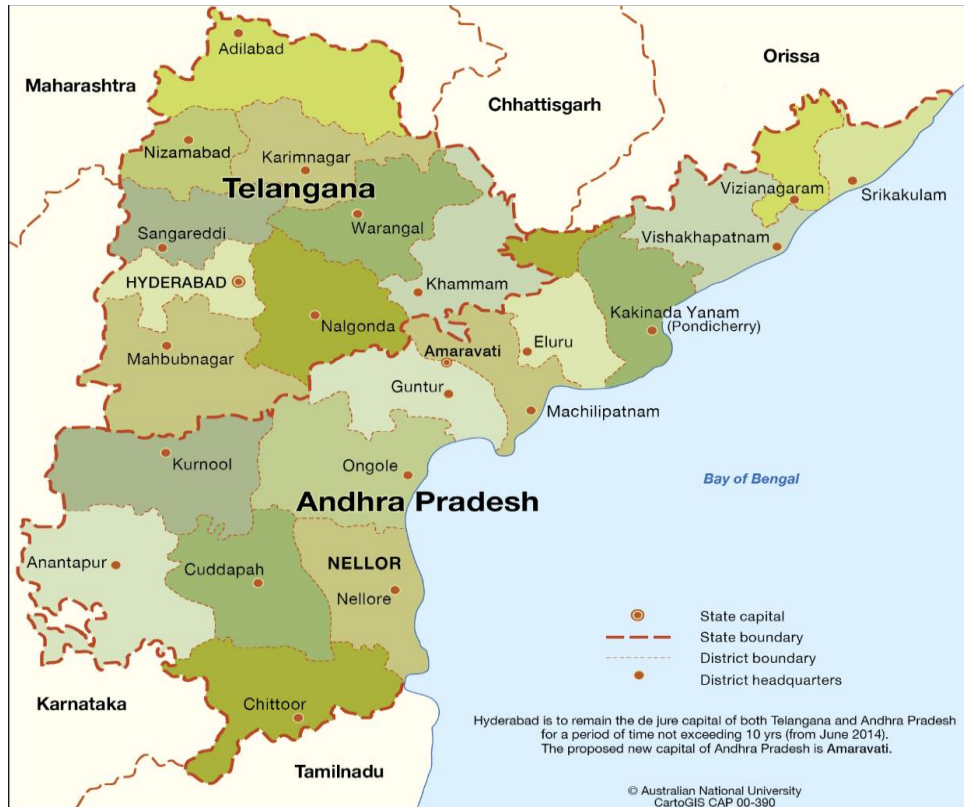 Adilabad
Orissa
Maharashtra
Chhattisgarh
Nizamabad
Karimnagar
Telangana
Vizianagaram
Srikakulam
Warangal
Sangareddi
Vishakhapatnam
HYDERABAD
Khammam
Nalgonda
Kakinada Yanam
(Pondicherry)
Mahbubnagar
Amaravati
Eluru
Guntur
Machilipatnam
Kurnool
Ongole
Bay of Bengal
Andhra Pradesh
Anantapur
Cuddapah
NELLOR
Nellore
State capital
State boundary
District boundary
District headquarters
Karnataka
Chittoor
Tamilnadu
Hyderabad is to remain the de jure capital of both Telangana and Andhra Pradesh
for a period of time not exceeding 10 yrs (from June 2014).
The proposed new capital of Andhra Pradesh is Amaravati.
© Australian National University
CartoGIS CAP 00-390